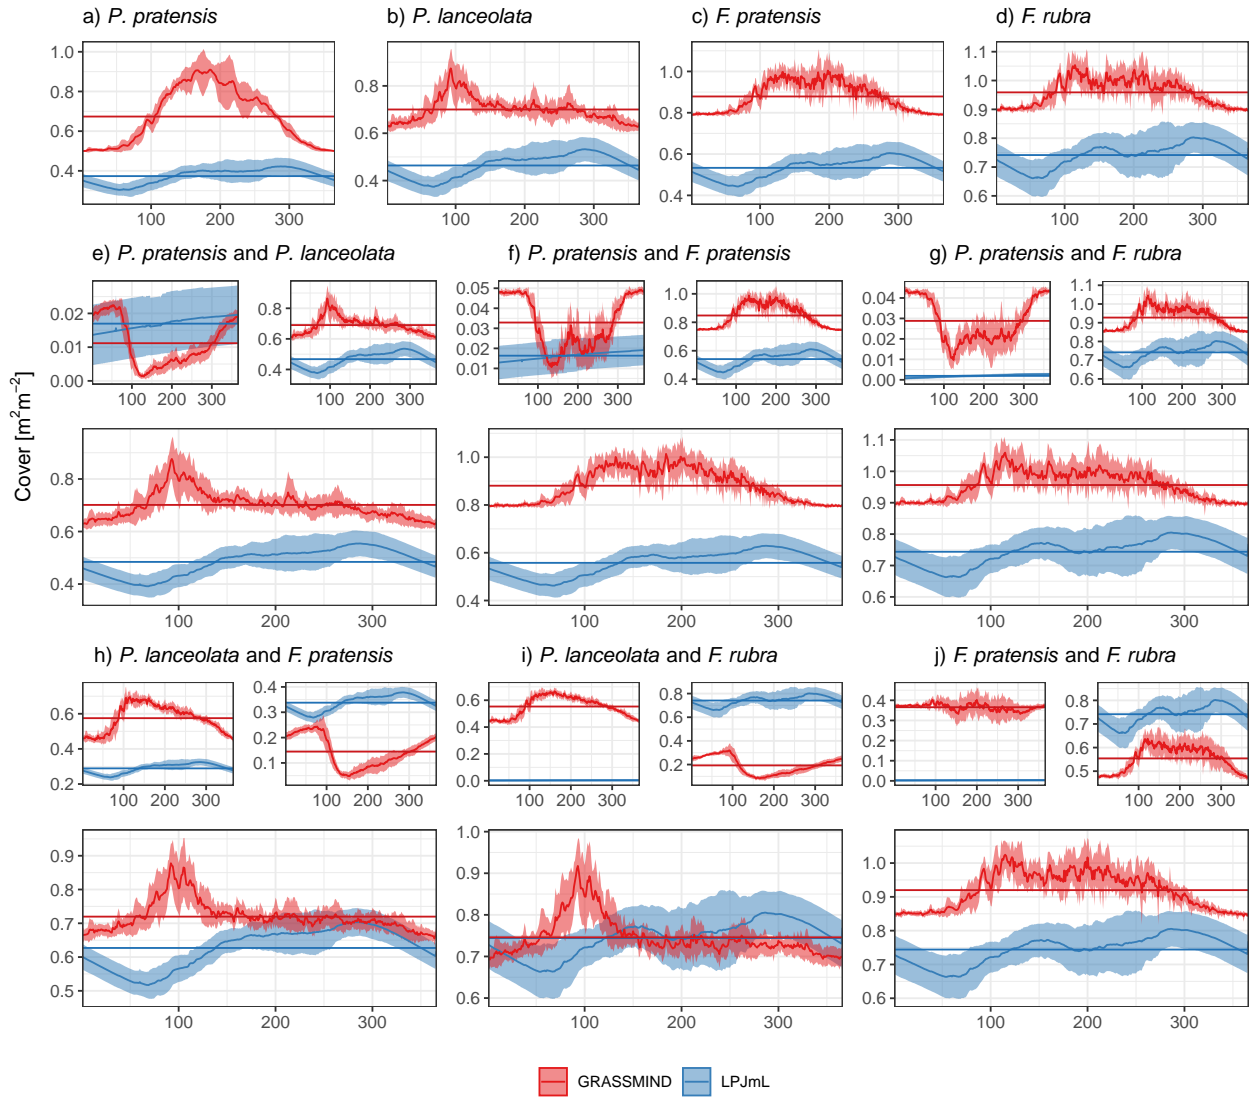 a) P. pratensis
b) P. lanceolata
c) F. pratensis
d) F. rubra
1.0
0.8
0.6
0.4
100 200 300
0.8
0.6
0.4
100 200 300
1.0
0.8
0.6
0.4
100 200 300
1.1
1.0
0.9
0.8
0.7
0.6
100 200 300
e) P. pratensis and P. lanceolata
f) P. pratensis and F. pratensis
g) P. pratensis and F. rubra
0.02
0.01
0.00
100 200 300
1.0
0.8
0.6
0.4
100 200 300
0.05
0.04
0.03
0.02
0.01
100 200 300
1.0
0.8
0.6
0.4
100 200 300
0.04
0.03
0.02
0.01
0.00
100 200 300
1.1
1.0
0.9
0.8
0.7
0.6
100 200 300
Cover [m²m⁻²]
0.8
0.6
0.4
100 200 300
1.0
0.8
0.6
0.4
100 200 300
1.1
1.0
0.9
0.8
0.7
0.6
100 200 300
h) P. lanceolata and F. pratensis
i) P. lanceolata and F. rubra
j) F. pratensis and F. rubra
0.6
0.4
0.2
100 200 300
0.4
0.3
0.2
0.1
100 200 300
0.6
0.4
0.2
0.0
100 200 300
0.8
0.6
0.4
0.2
100 200 300
0.4
0.3
0.2
0.1
0.0
100 200 300
0.8
0.7
0.6
0.5
100 200 300
0.9
0.8
0.7
0.6
0.5
100 200 300
1.0
0.9
0.8
0.7
0.6
100 200 300
1.0
0.9
0.8
0.7
0.6
100 200 300
GRASSMIND LPJmL